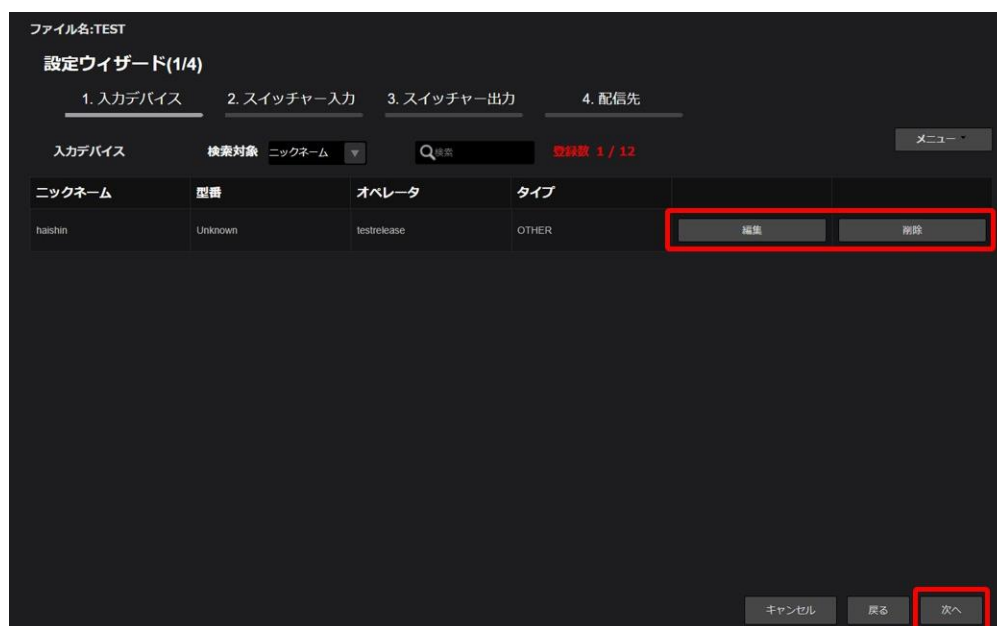 ファイル名:TEST
設定ウィザード(1/4)
1. 入力デバイス 2. スイッチャー入力 3. スイッチャー出力 4. 配信先
メニュー
入力デバイス 検索対象 ニックネーム 検索 登録数 1 / 12
ニックネーム 型番 オペレータ タイプ
haishin Unknown testrelease OTHER 編集 削除
キャンセル 戻る 次へ